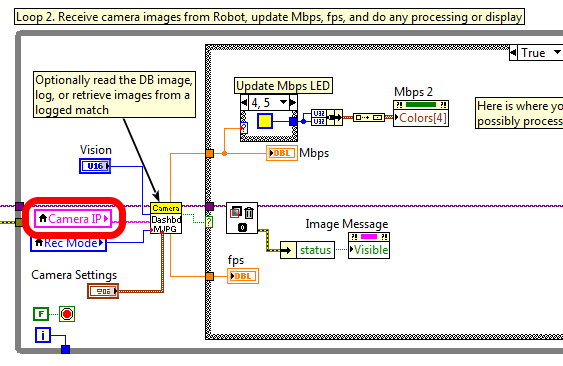 Loop 2. Receive camera images from Robot, update Mbps, fps, and do any processing or display
True
Optionally read the DB image,
log, or retrieve images from a
logged match
Update Mbps LED
4, 5
Mbps 2
U32
U32
?! ?!
Colors[4]
Here is where yo
possibly process
DBL
Mbps
Vision
U16
Camera
Dashbd
MJPG
Camera IP
?
0
Image Message
?! ?!
status
Visible
Rec Mode
fps
DBL
Camera Settings
F
i